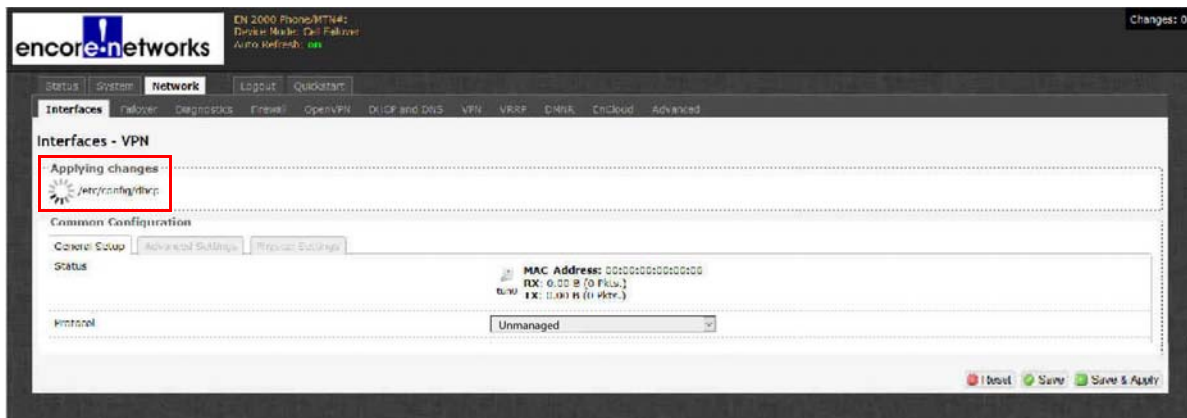 encore networks
EN 2000 Phone/MTN#:
Device Mode: Cell Failover
Auto Refresh: on
Changes: 0
Status System Network Logout Quickstart
Interfaces Failover Diagnostics Firewall OpenVPN DHCP and DNS VPN VRRP DMNR EnCloud Advanced
Interfaces - VPN
Applying changes
/etc/config/dhcp
Common Configuration
General Setup Advanced Settings Physical Settings
Status
MAC Address: 00:00:00:00:00:00
RX: 0.00 B (0 Pkts.)
tun0 TX: 0.00 B (0 Pkts.)
Protocol Unmanaged
Reset Save Save & Apply